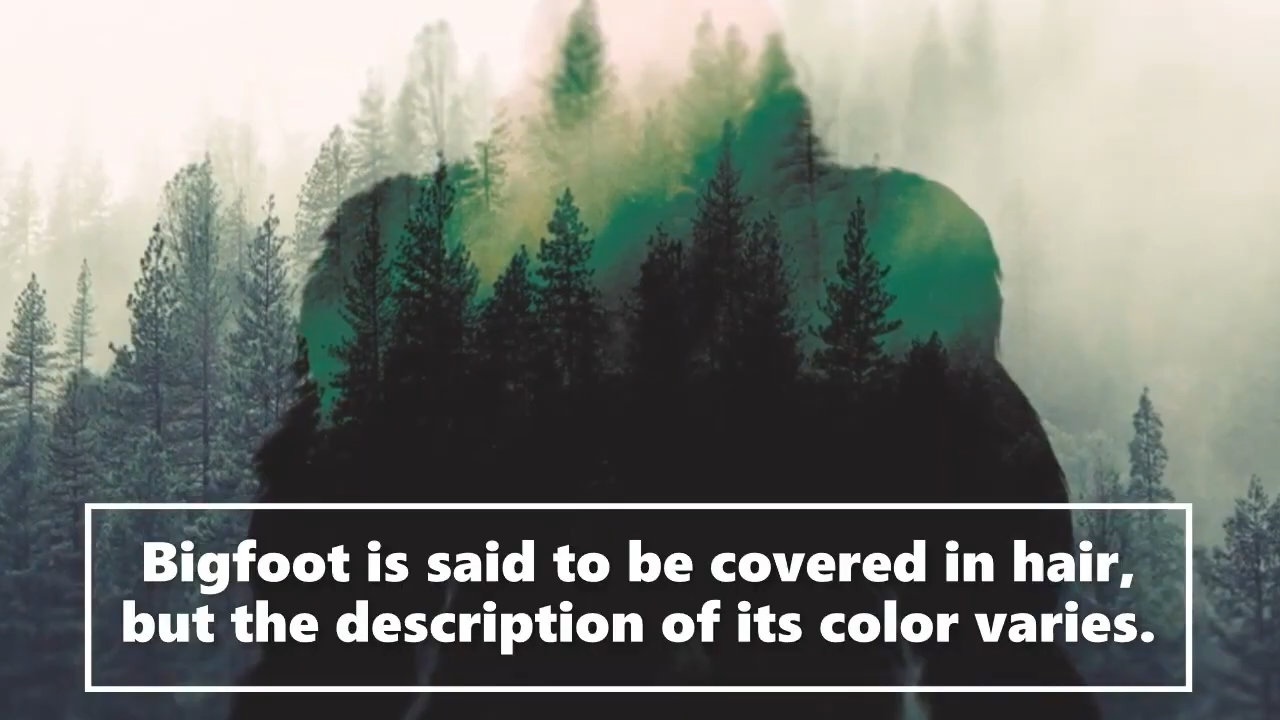 Bigfoot is said to be covered in hair,
but the description of its color varies.